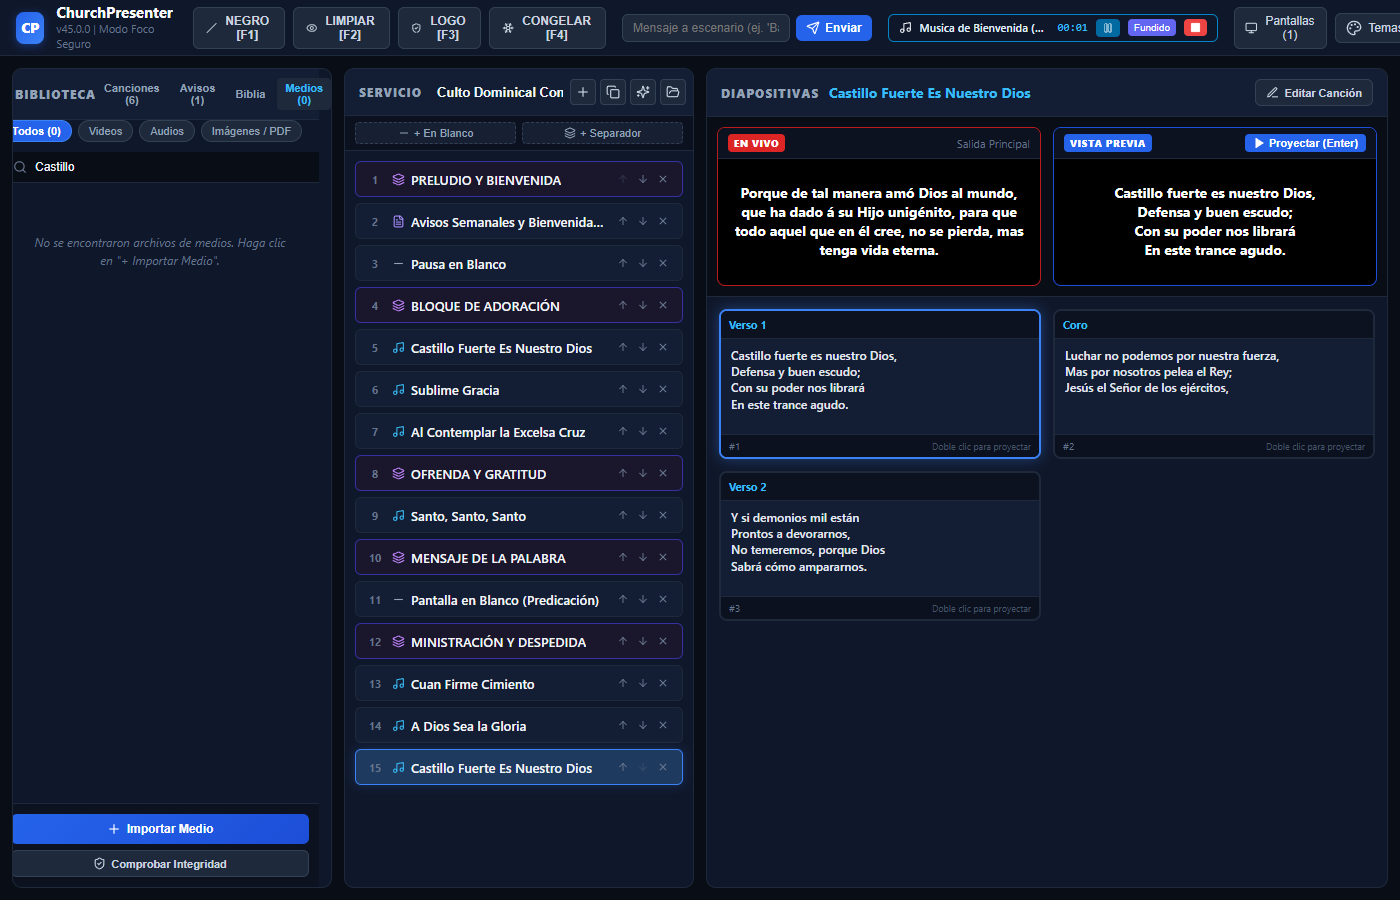 CP
ChurchPresenter
v45.0.0 | Modo Foco
Seguro
NEGRO
[F1]
LIMPIAR
[F2]
LOGO
[F3]
CONGELAR
[F4]
Mensaje a escenario (ej. 'Ba
Enviar
Musica de Bienvenida (...
00:01
Fundido
Pantallas
(1)
Temas
BIBLIOTECA
Canciones
(6)
Avisos
(1)
Biblia
Medios
(0)
Todos (0)
Videos
Audios
Imágenes / PDF
Castillo
No se encontraron archivos de medios. Haga clic
en "+ Importar Medio".
Importar Medio
Comprobar Integridad
SERVICIO
Culto Dominical Con
+ En Blanco
+ Separador
1 PRELUDIO Y BIENVENIDA
2 Avisos Semanales y Bienvenida...
3 Pausa en Blanco
4 BLOQUE DE ADORACIÓN
5 Castillo Fuerte Es Nuestro Dios
6 Sublime Gracia
7 Al Contemplar la Excelsa Cruz
8 OFRENDA Y GRATITUD
9 Santo, Santo, Santo
10 MENSAJE DE LA PALABRA
11 Pantalla en Blanco (Predicación)
12 MINISTRACIÓN Y DESPEDIDA
13 Cuan Firme Cimiento
14 A Dios Sea la Gloria
15 Castillo Fuerte Es Nuestro Dios
DIAPOSITIVAS
Castillo Fuerte Es Nuestro Dios
Editar Canción
EN VIVO
Salida Principal
Porque de tal manera amó Dios al mundo,
que ha dado á su Hijo unigénito, para que
todo aquel que en él cree, no se pierda, mas
tenga vida eterna.
VISTA PREVIA
Proyectar (Enter)
Castillo fuerte es nuestro Dios,
Defensa y buen escudo;
Con su poder nos librará
En este trance agudo.
Verso 1
Castillo fuerte es nuestro Dios,
Defensa y buen escudo;
Con su poder nos librará
En este trance agudo.
#1
Doble clic para proyectar
Coro
Luchar no podemos por nuestra fuerza,
Mas por nosotros pelea el Rey;
Jesús el Señor de los ejércitos,
#2
Doble clic para proyectar
Verso 2
Y si demonios mil están
Prontos a devorarnos,
No temeremos, porque Dios
Sabrá cómo ampararnos.
#3
Doble clic para proyectar